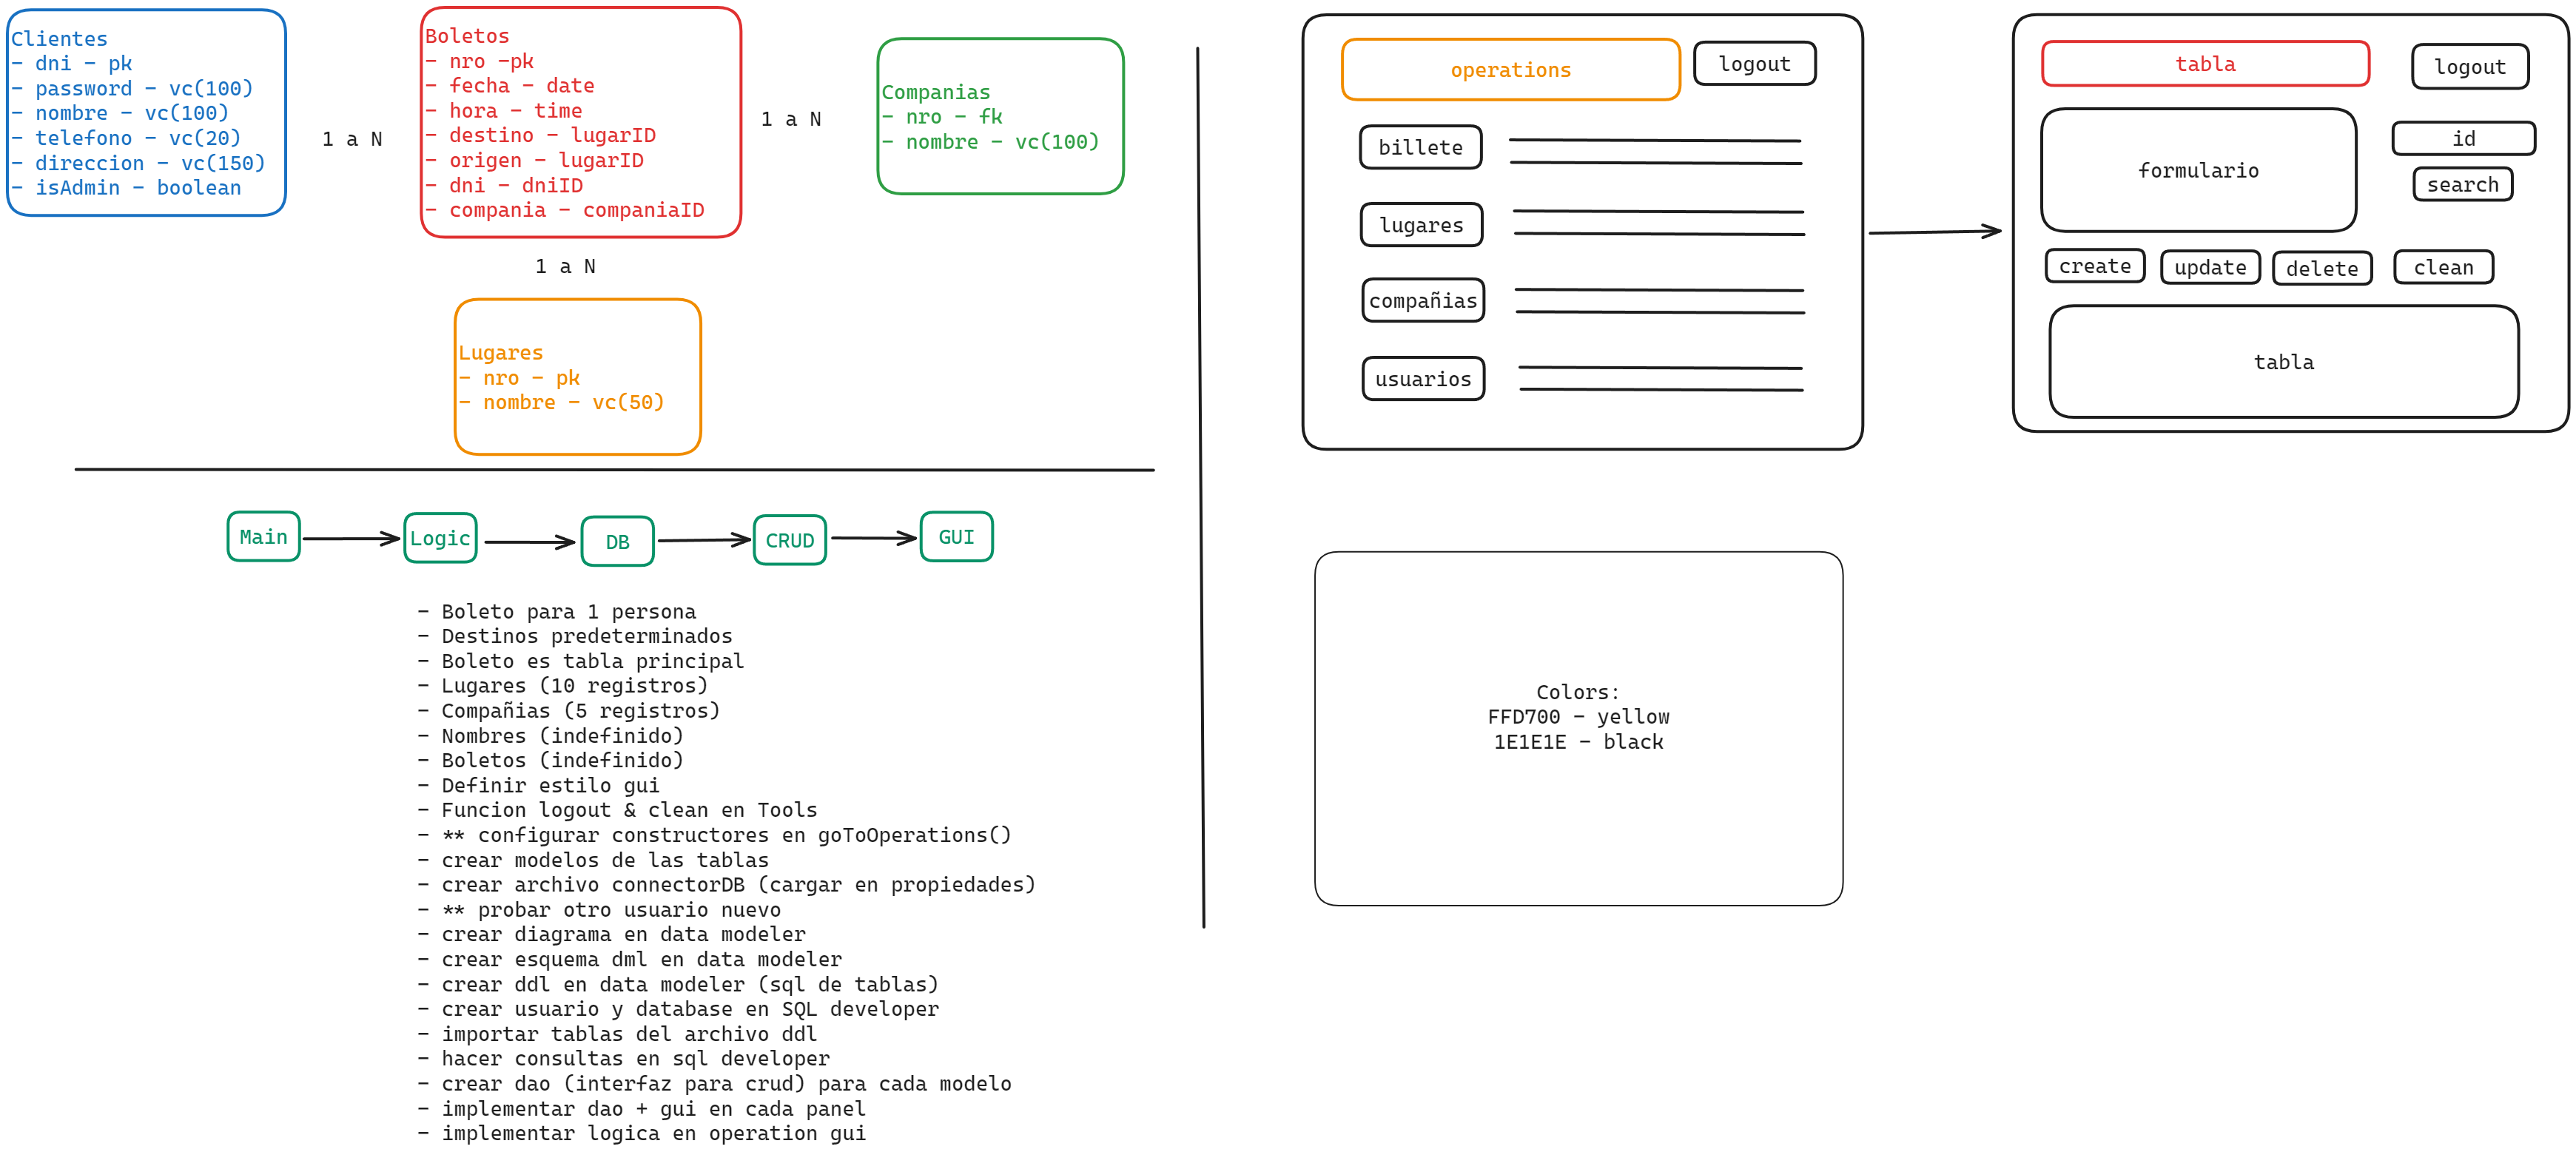 Clientes
- dni - pk
- password - vc(100)
- nombre - vc(100)
- telefono - vc(20)
- direccion - vc(150)
- isAdmin - boolean
1 a N
Boletos
- nro -pk
- fecha - date
- hora - time
- destino - lugarID
- origen - lugarID
- dni - dniID
- compania - companiaID
1 a N
Companias
- nro - fk
- nombre - vc(100)
1 a N
Lugares
- nro - pk
- nombre - vc(50)
Main
Logic
DB
CRUD
GUI
- Boleto para 1 persona
- Destinos predeterminados
- Boleto es tabla principal
- Lugares (10 registros)
- Compañias (5 registros)
- Nombres (indefinido)
- Boletos (indefinido)
- Definir estilo gui
- Funcion logout & clean en Tools
- ** configurar constructores en goToOperations()
- crear modelos de las tablas
- crear archivo connectorDB (cargar en propiedades)
- ** probar otro usuario nuevo
- crear diagrama en data modeler
- crear esquema dml en data modeler
- crear ddl en data modeler (sql de tablas)
- crear usuario y database en SQL developer
- importar tablas del archivo ddl
- hacer consultas en sql developer
- crear dao (interfaz para crud) para cada modelo
- implementar dao + gui en cada panel
- implementar logica en operation gui
operations
logout
billete
lugares
compañias
usuarios
tabla
logout
formulario
id
search
create
update
delete
clean
tabla
Colors:
FFD700 - yellow
1E1E1E - black